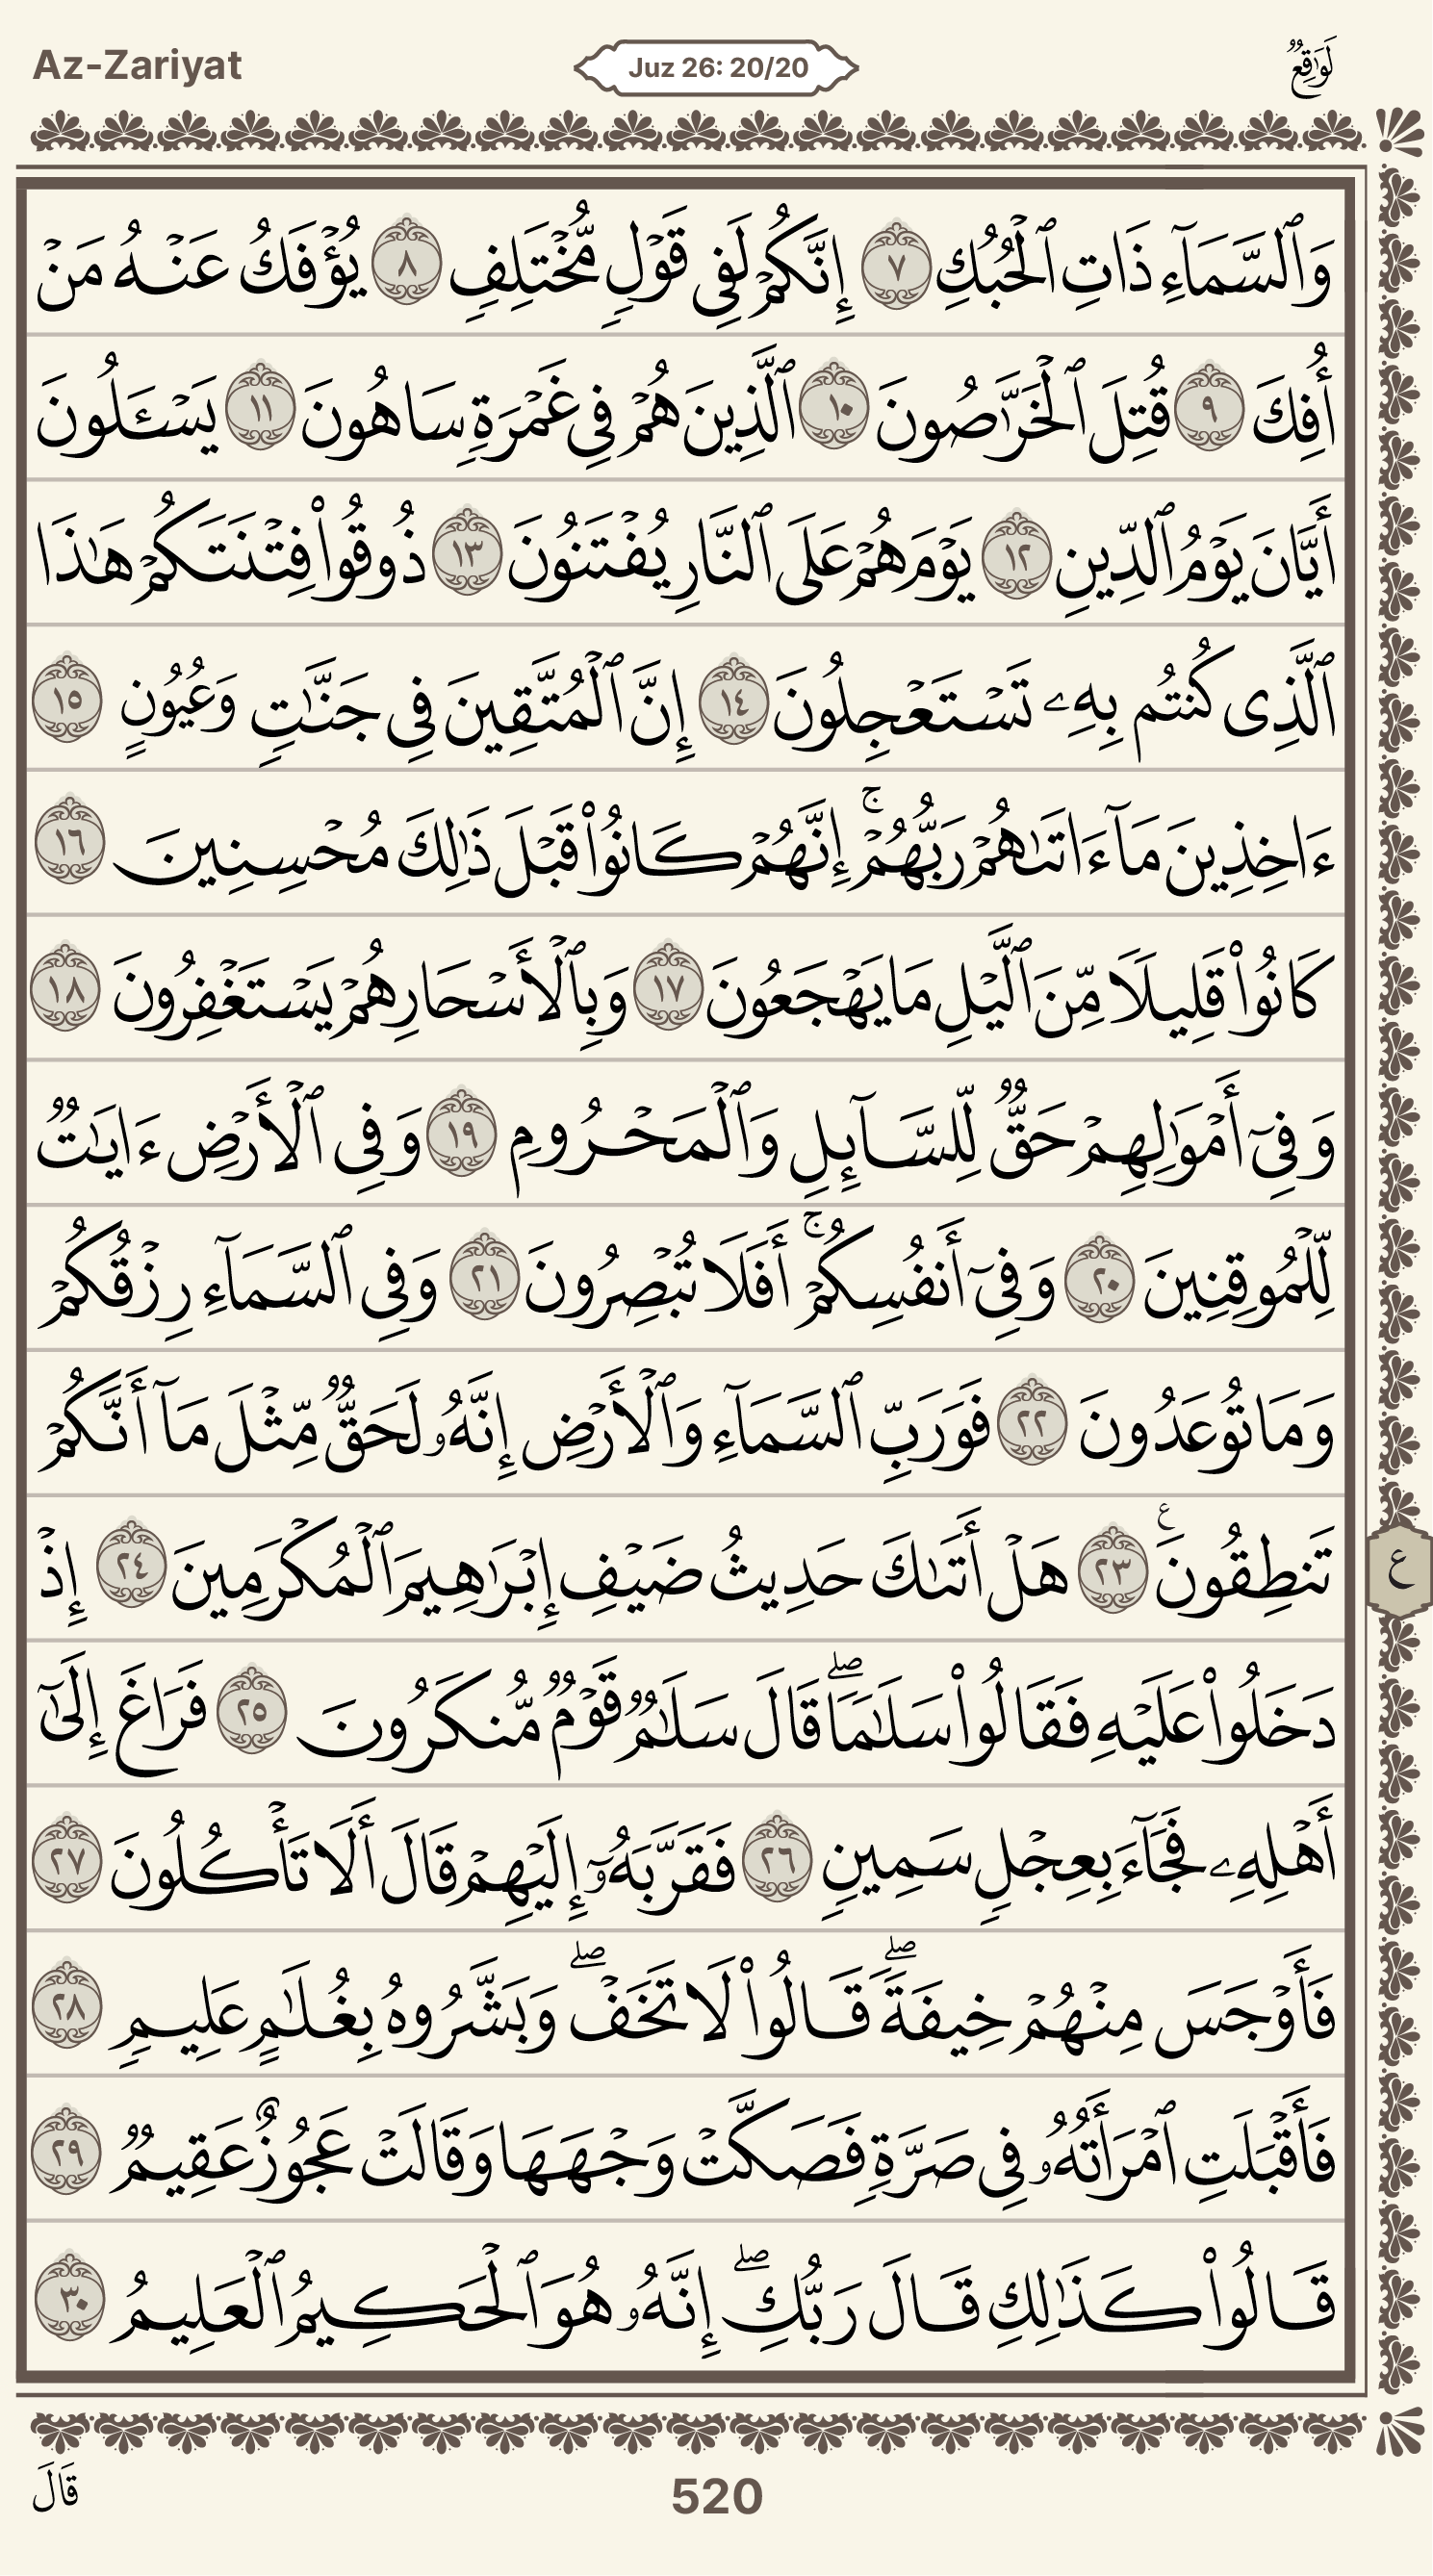 Az-Zariyat
Juz 26: 20/20
لَوَٰقِعٞ
وَٱلسَّمَآءِ ذَاتِ ٱلۡحُبُكِ ٧ إِنَّكُمۡ لَفِي قَوۡلٖ مُّخۡتَلِفٖ ٨ يُؤۡفَكُ عَنۡهُ مَنۡ
أُفِكَ ٩ قُتِلَ ٱلۡخَرَّٰصُونَ ١٠ ٱلَّذِينَ هُمۡ فِي غَمۡرَةٖ سَاهُونَ ١١ يَسۡـَٔلُونَ
أَيَّانَ يَوۡمُ ٱلدِّينِ ١٢ يَوۡمَ هُمۡ عَلَى ٱلنَّارِ يُفۡتَنُونَ ١٣ ذُوقُواْ فِتۡنَتَكُمۡ هَٰذَا
ٱلَّذِي كُنتُم بِهِۦ تَسۡتَعۡجِلُونَ ١٤ إِنَّ ٱلۡمُتَّقِينَ فِي جَنَّٰتٖ وَعُيُونٍ ١٥
ءَاخِذِينَ مَآ ءَاتَىٰهُمۡ رَبُّهُمۡۚ إِنَّهُمۡ كَانُواْ قَبۡلَ ذَٰلِكَ مُحۡسِنِينَ ١٦
كَانُواْ قَلِيلٗا مِّنَ ٱلَّيۡلِ مَا يَهۡجَعُونَ ١٧ وَبِٱلۡأَسۡحَارِ هُمۡ يَسۡتَغۡفِرُونَ ١٨
وَفِيٓ أَمۡوَٰلِهِمۡ حَقّٞ لِّلسَّآئِلِ وَٱلۡمَحۡرُومِ ١٩ وَفِي ٱلۡأَرۡضِ ءَايَٰتٞ
لِّلۡمُوقِنِينَ ٢٠ وَفِيٓ أَنفُسِكُمۡۚ أَفَلَا تُبۡصِرُونَ ٢١ وَفِي ٱلسَّمَآءِ رِزۡقُكُمۡ
وَمَا تُوعَدُونَ ٢٢ فَوَرَبِّ ٱلسَّمَآءِ وَٱلۡأَرۡضِ إِنَّهُۥ لَحَقّٞ مِّثۡلَ مَآ أَنَّكُمۡ
تَنطِقُونَ ٢٣ هَلۡ أَتَىٰكَ حَدِيثُ ضَيۡفِ إِبۡرَٰهِيمَ ٱلۡمُكۡرَمِينَ ٢٤ إِذۡ
ع
دَخَلُواْ عَلَيۡهِ فَقَالُواْ سَلَٰمٗاۖ قَالَ سَلَٰمٞ قَوۡمٞ مُّنكَرُونَ ٢٥ فَرَاغَ إِلَىٰٓ
أَهۡلِهِۦ فَجَآءَ بِعِجۡلٖ سَمِينٖ ٢٦ فَقَرَّبَهُۥٓ إِلَيۡهِمۡ قَالَ أَلَا تَأۡكُلُونَ ٢٧
فَأَوۡجَسَ مِنۡهُمۡ خِيفَةٗۖ قَالُواْ لَا تَخَفۡۖ وَبَشَّرُوهُ بِغُلَٰمٍ عَلِيمٖ ٢٨
فَأَقۡبَلَتِ ٱمۡرَأَتُهُۥ فِي صَرَّةٖ فَصَكَّتۡ وَجۡهَهَا وَقَالَتۡ عَجُوزٌ عَقِيمٞ ٢٩
قَالُواْ كَذَٰلِكِ قَالَ رَبُّكِۖ إِنَّهُۥ هُوَ ٱلۡحَكِيمُ ٱلۡعَلِيمُ ٣٠
520
قَالَ